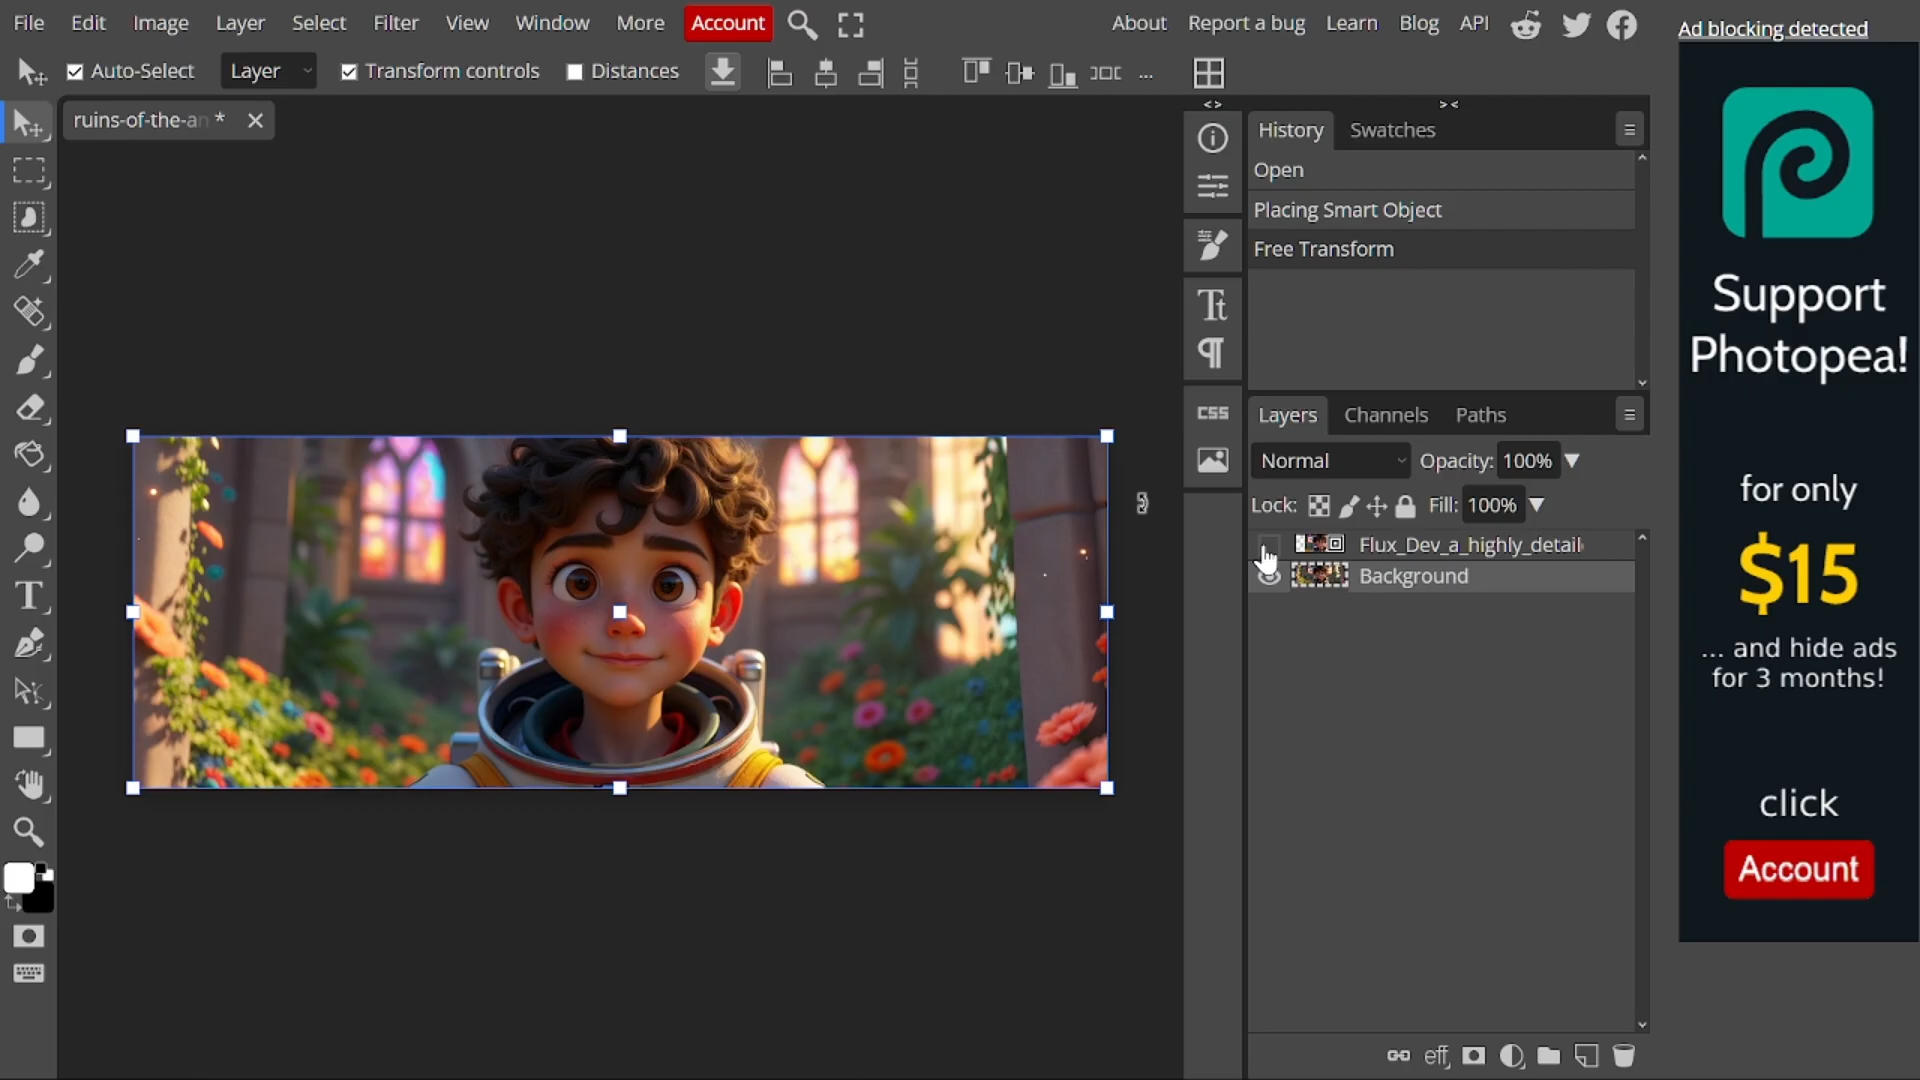 File Edit Image Layer Select Filter View Window More Account About Report a bug Learn Blog API Ad blocking detected
Auto-Select Layer Transform controls Distances ...
ruins-of-the-an *
History Swatches
Open
Placing Smart Object
Free Transform
Tt
CSS
Layers Channels Paths
Normal Opacity: 100%
Lock: Fill: 100%
Flux_Dev_a_highly_detail
Background
eff
Support
Photopea!
for only
$15
... and hide ads
for 3 months!
click
Account